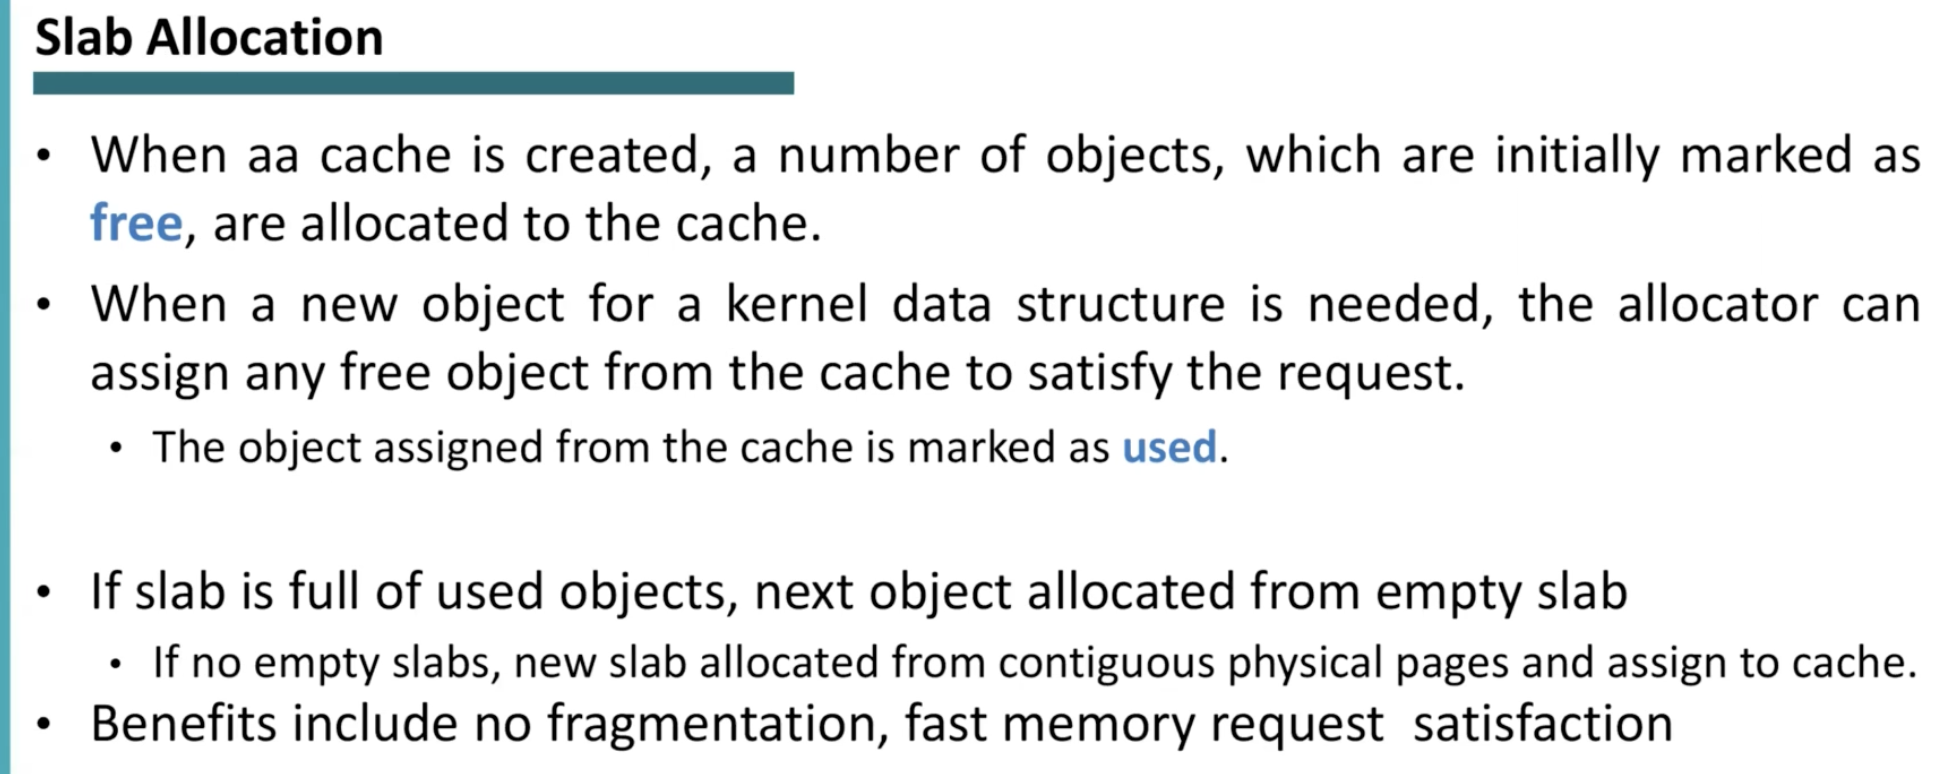 Slab Allocation
• When aa cache is created, a number of objects, which are initially marked as
free, are allocated to the cache.
• When a new object for a kernel data structure is needed, the allocator can
assign any free object from the cache to satisfy the request.
• The object assigned from the cache is marked as used.
• If slab is full of used objects, next object allocated from empty slab
• If no empty slabs, new slab allocated from contiguous physical pages and assign to cache.
• Benefits include no fragmentation, fast memory request  satisfaction